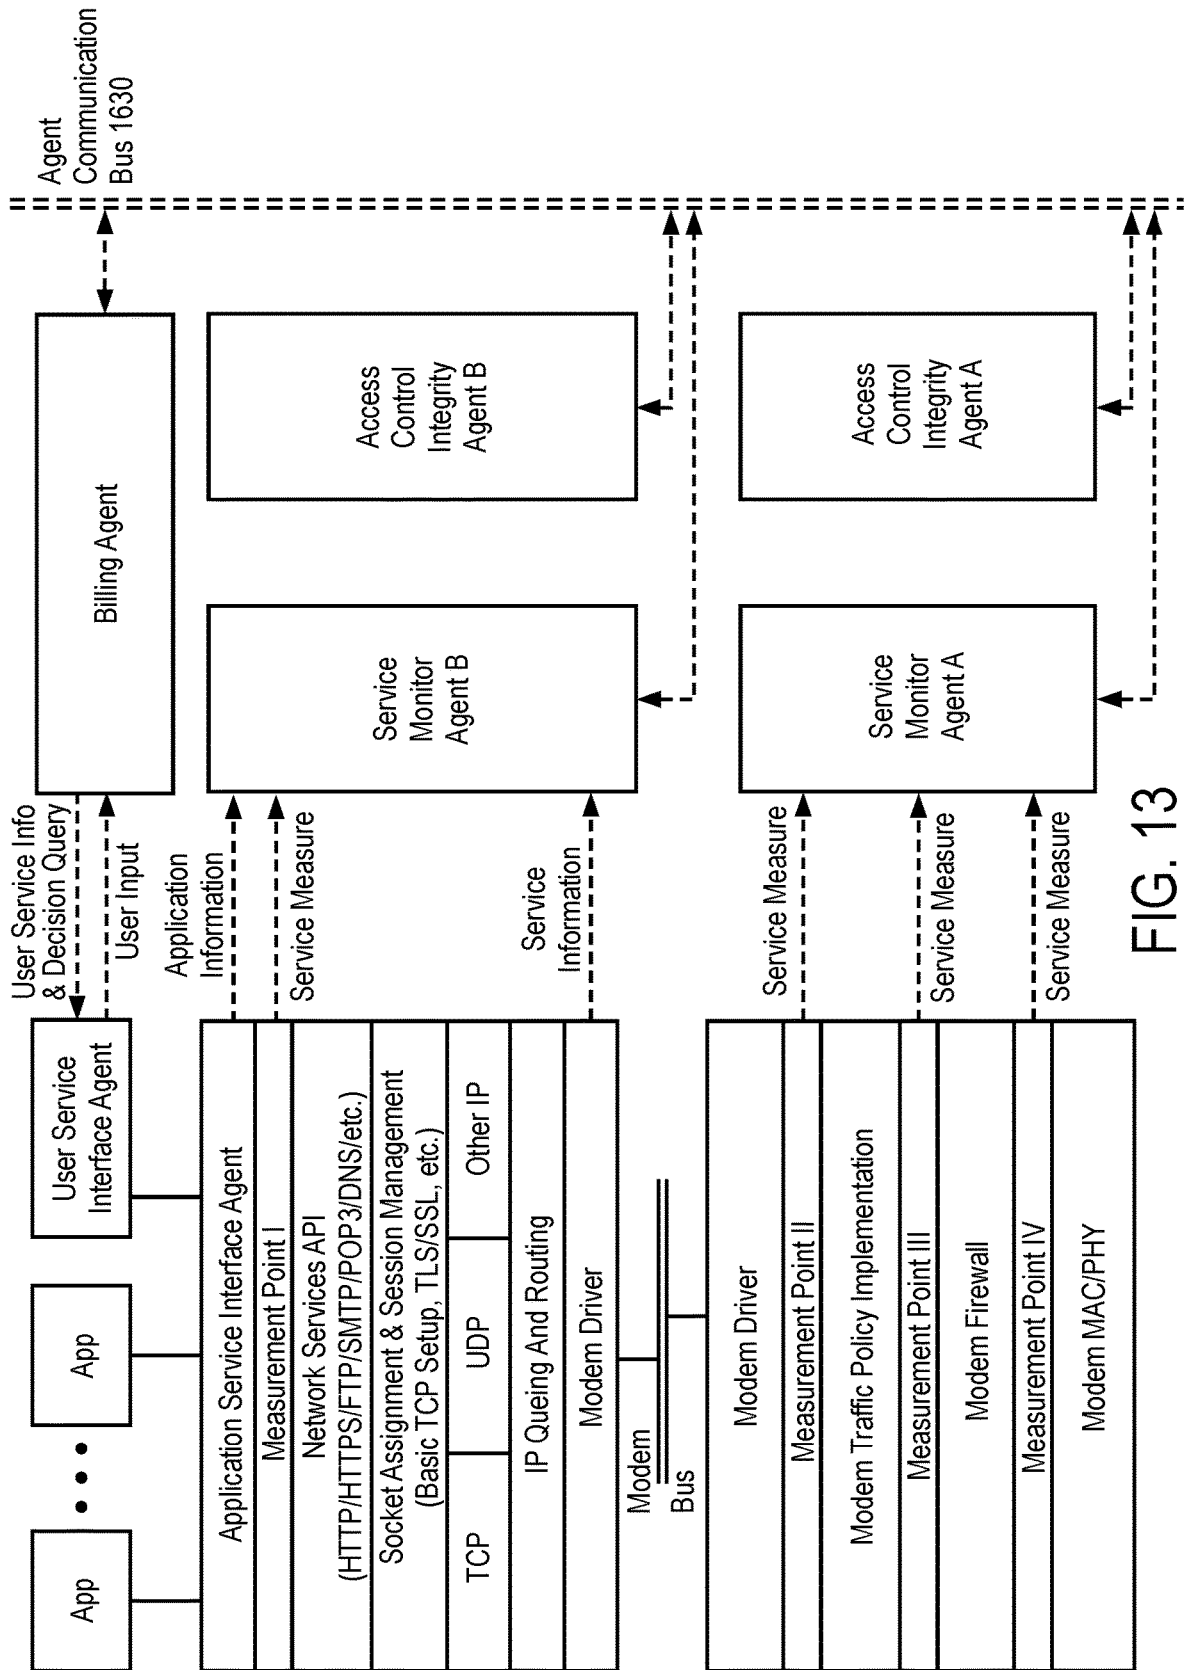 App
App
User Service
Interface Agent
User Service Info
& Decision Query
User Input
Billing Agent
Agent
Communication
Bus 1630
Application Service Interface Agent
Measurement Point I
Network Services API
(HTTP/HTTPS/FTP/SMTP/POP3/DNS/etc.)
Socket Assignment & Session Management
(Basic TCP Setup, TLS/SSL, etc.)
TCP
UDP
Other IP
IP Queing And Routing
Modem Driver
Application
Information
Service Measure
Service
Information
Service
Monitor
Agent B
Access
Control
Integrity
Agent B
Modem
Bus
Modem Driver
Measurement Point II
Modem Traffic Policy Implementation
Measurement Point III
Modem Firewall
Measurement Point IV
Modem MAC/PHY
Service Measure
Service Measure
Service Measure
Service
Monitor
Agent A
Access
Control
Integrity
Agent A
FIG. 13